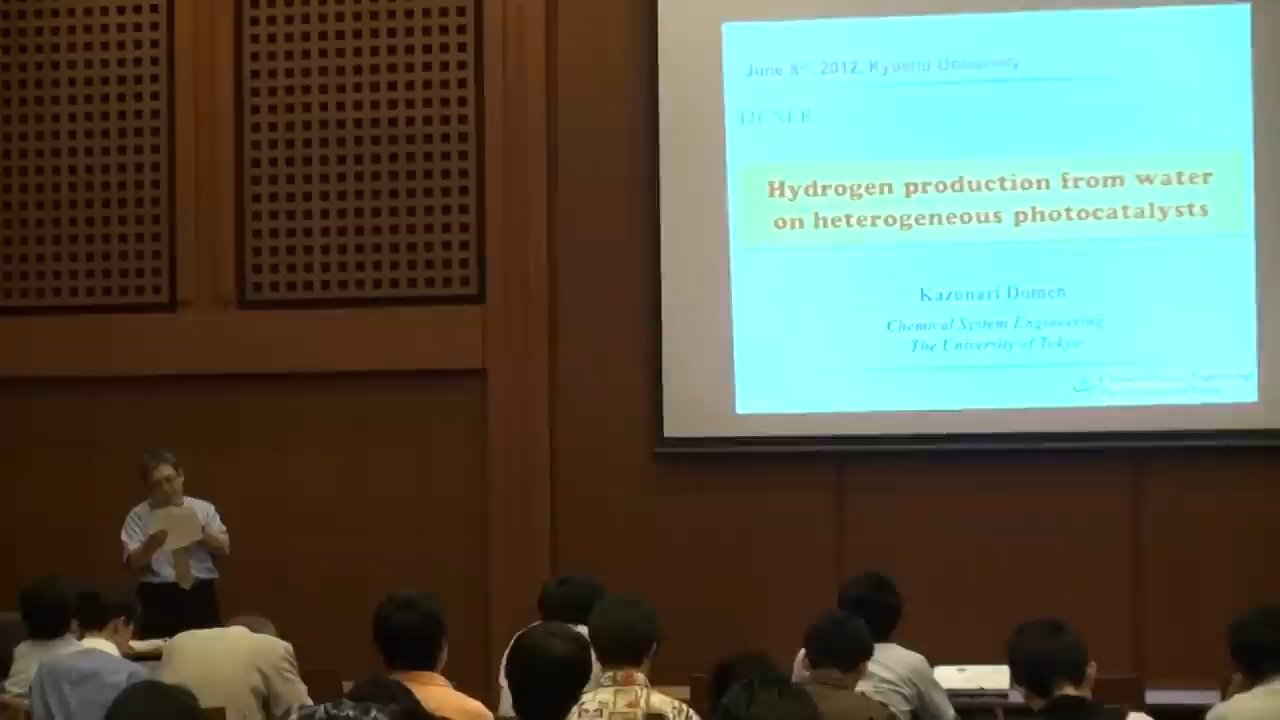 June 8th, 2012, Kyushu University
I2CNER
Hydrogen production from water
on heterogeneous photocatalysts
Kazunari Domen
Chemical System Engineering
The University of Tokyo